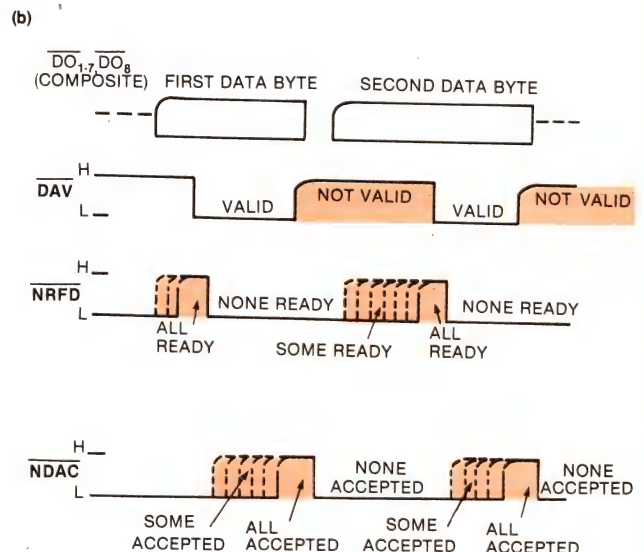 (b)
DO1-7, DO8
(COMPOSITE) FIRST DATA BYTE SECOND DATA BYTE
H
DAV VALID NOT VALID VALID NOT VALID
L
H
NRFD NONE READY NONE READY
L
ALL READY SOME READY ALL READY
H
NDAC NONE ACCEPTED NONE ACCEPTED
L
SOME ACCEPTED ALL ACCEPTED SOME ACCEPTED ALL ACCEPTED